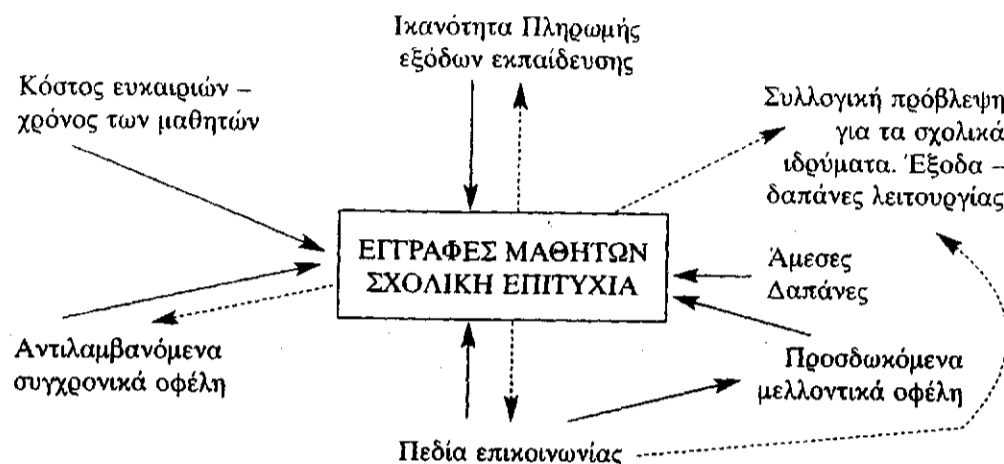 Ικανότητα Πληρωμής
εξόδων εκπαίδευσης
Κόστος ευκαιριών –
χρόνος των μαθητών
Συλλογική πρόβλεψη
για τα σχολικά
ιδρύματα. Έξοδα –
δαπάνες λειτουργίας
ΕΓΓΡΑΦΕΣ ΜΑΘΗΤΩΝ
ΣΧΟΛΙΚΗ ΕΠΙΤΥΧΙΑ
Άμεσες
Δαπάνες
Αντιλαμβανόμενα
συγχρονικά οφέλη
Προσδωκόμενα
μελλοντικά οφέλη
Πεδία επικοινωνίας